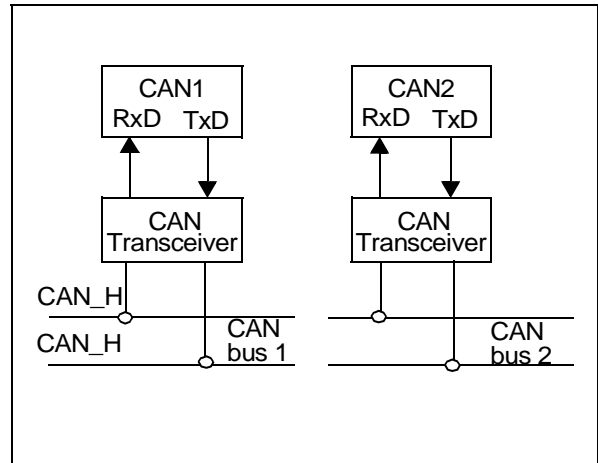 CAN1
RxD TxD
CAN
Transceiver
CAN_H
CAN_H
CAN
bus 1
CAN2
RxD TxD
CAN
Transceiver
CAN
bus 2